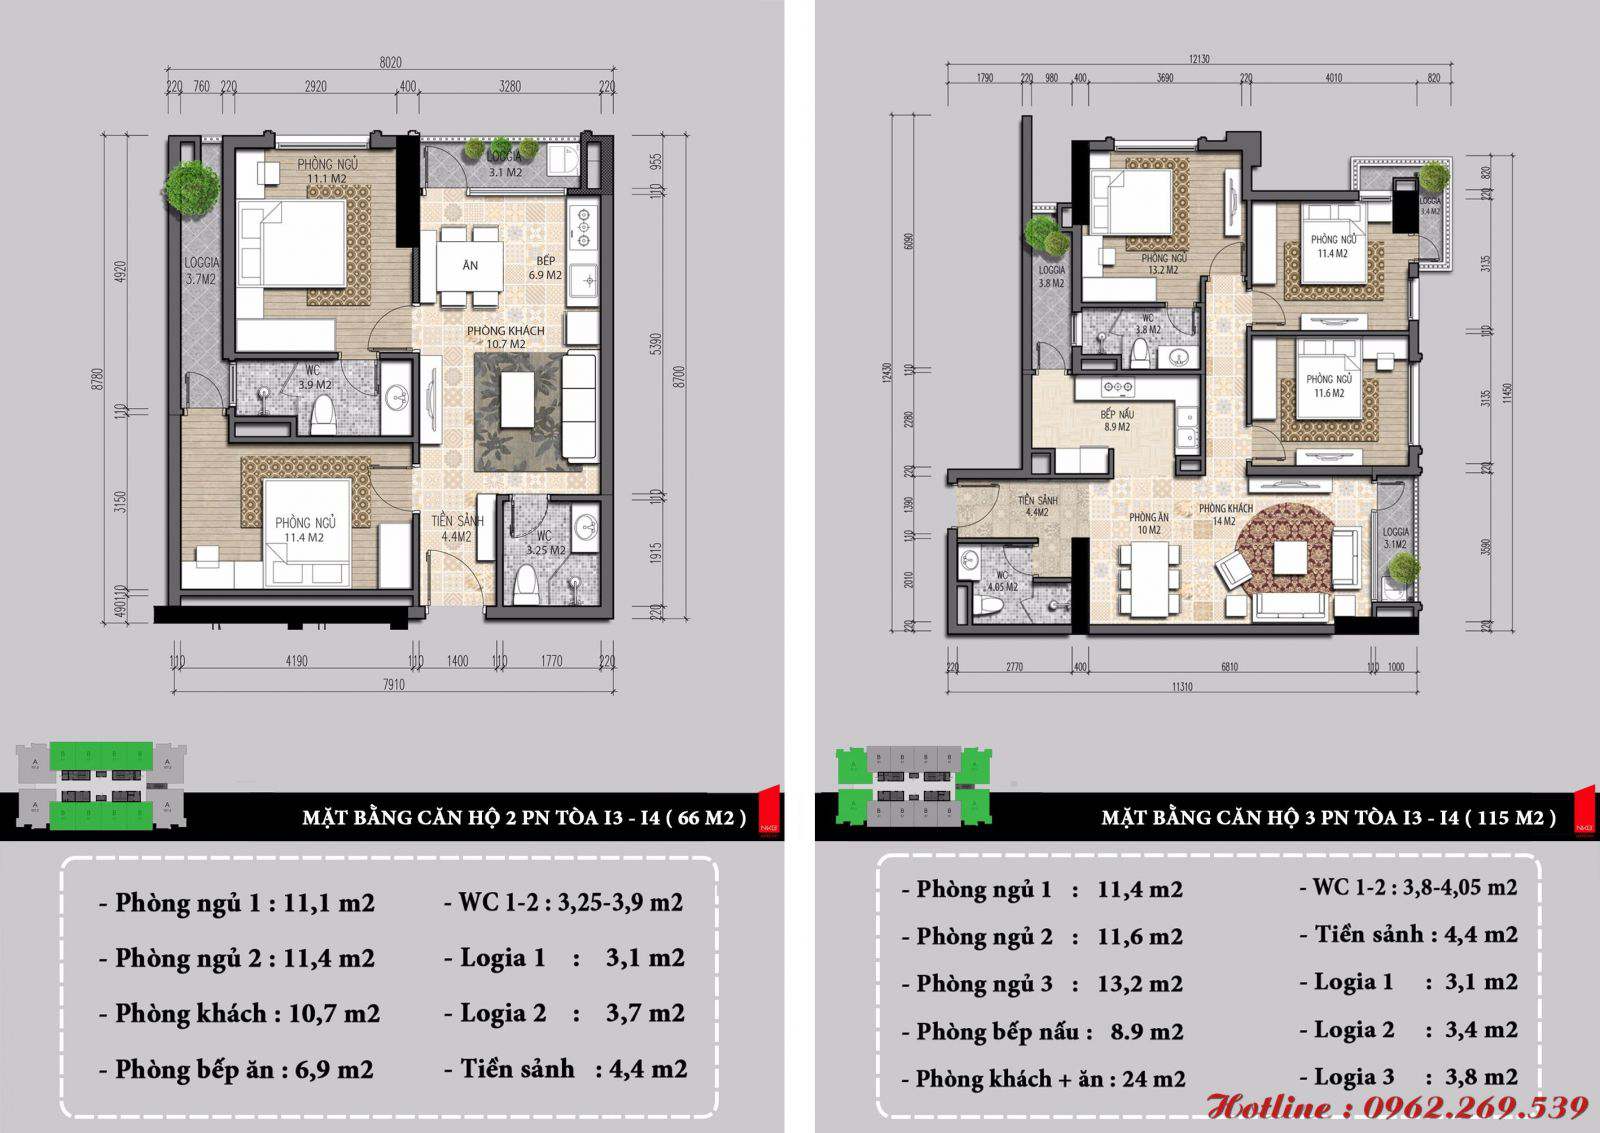 8020
220 760 220 2920 400 3280 220
PHÒNG NGỦ
11.1 M2
LOGGIA
3.1 M2
LOGGIA
3.7M2
ĂN
BẾP
6.9 M2
PHÒNG KHÁCH
10.7 M2
WC
3.9 M2
PHÒNG NGỦ
11.4 M2
TIỀN SẢNH
4.4M2
WC
3.25 M2
8780
4920
110
3150
110
490
955
110
5390
110
1915
220
8700
110 4190 110 1400 110 1770 220
7910
MẶT BẰNG CĂN HỘ 2 PN TÒA I3 - I4 ( 66 M2 )
- Phòng ngủ 1 : 11,1 m2
- Phòng ngủ 2 : 11,4 m2
- Phòng khách : 10,7 m2
- Phòng bếp ăn : 6,9 m2
- WC 1-2 : 3,25-3,9 m2
- Logia 1 : 3,1 m2
- Logia 2 : 3,7 m2
- Tiền sảnh : 4,4 m2
12130
1790 220 980 400 3690 220 4010 820
PHÒNG NGỦ
13.2 M2
PHÒNG NGỦ
11.4 M2
LOGGIA
3.4 M2
LOGGIA
3.8 M2
WC
3.8 M2
PHÒNG NGỦ
11.6 M2
BẾP NẤU
8.9 M2
TIỀN SẢNH
4.4M2
PHÒNG ĂN
10 M2
PHÒNG KHÁCH
14 M2
LOGGIA
3.1M2
WC
4.05 M2
12430
6090
110
2280
220
1390
110
2010
220
820
220
3135
110
3135
220
3590
220
11450
220 2770 400 6810 110 1000
11310
MẶT BẰNG CĂN HỘ 3 PN TÒA I3 - I4 ( 115 M2 )
- Phòng ngủ 1 : 11,4 m2
- Phòng ngủ 2 : 11,6 m2
- Phòng ngủ 3 : 13,2 m2
- Phòng bếp nấu : 8.9 m2
- Phòng khách + ăn : 24 m2
- WC 1-2 : 3,8-4,05 m2
- Tiền sảnh : 4,4 m2
- Logia 1 : 3,1 m2
- Logia 2 : 3,4 m2
- Logia 3 : 3,8 m2
Hotline : 0962.269.539